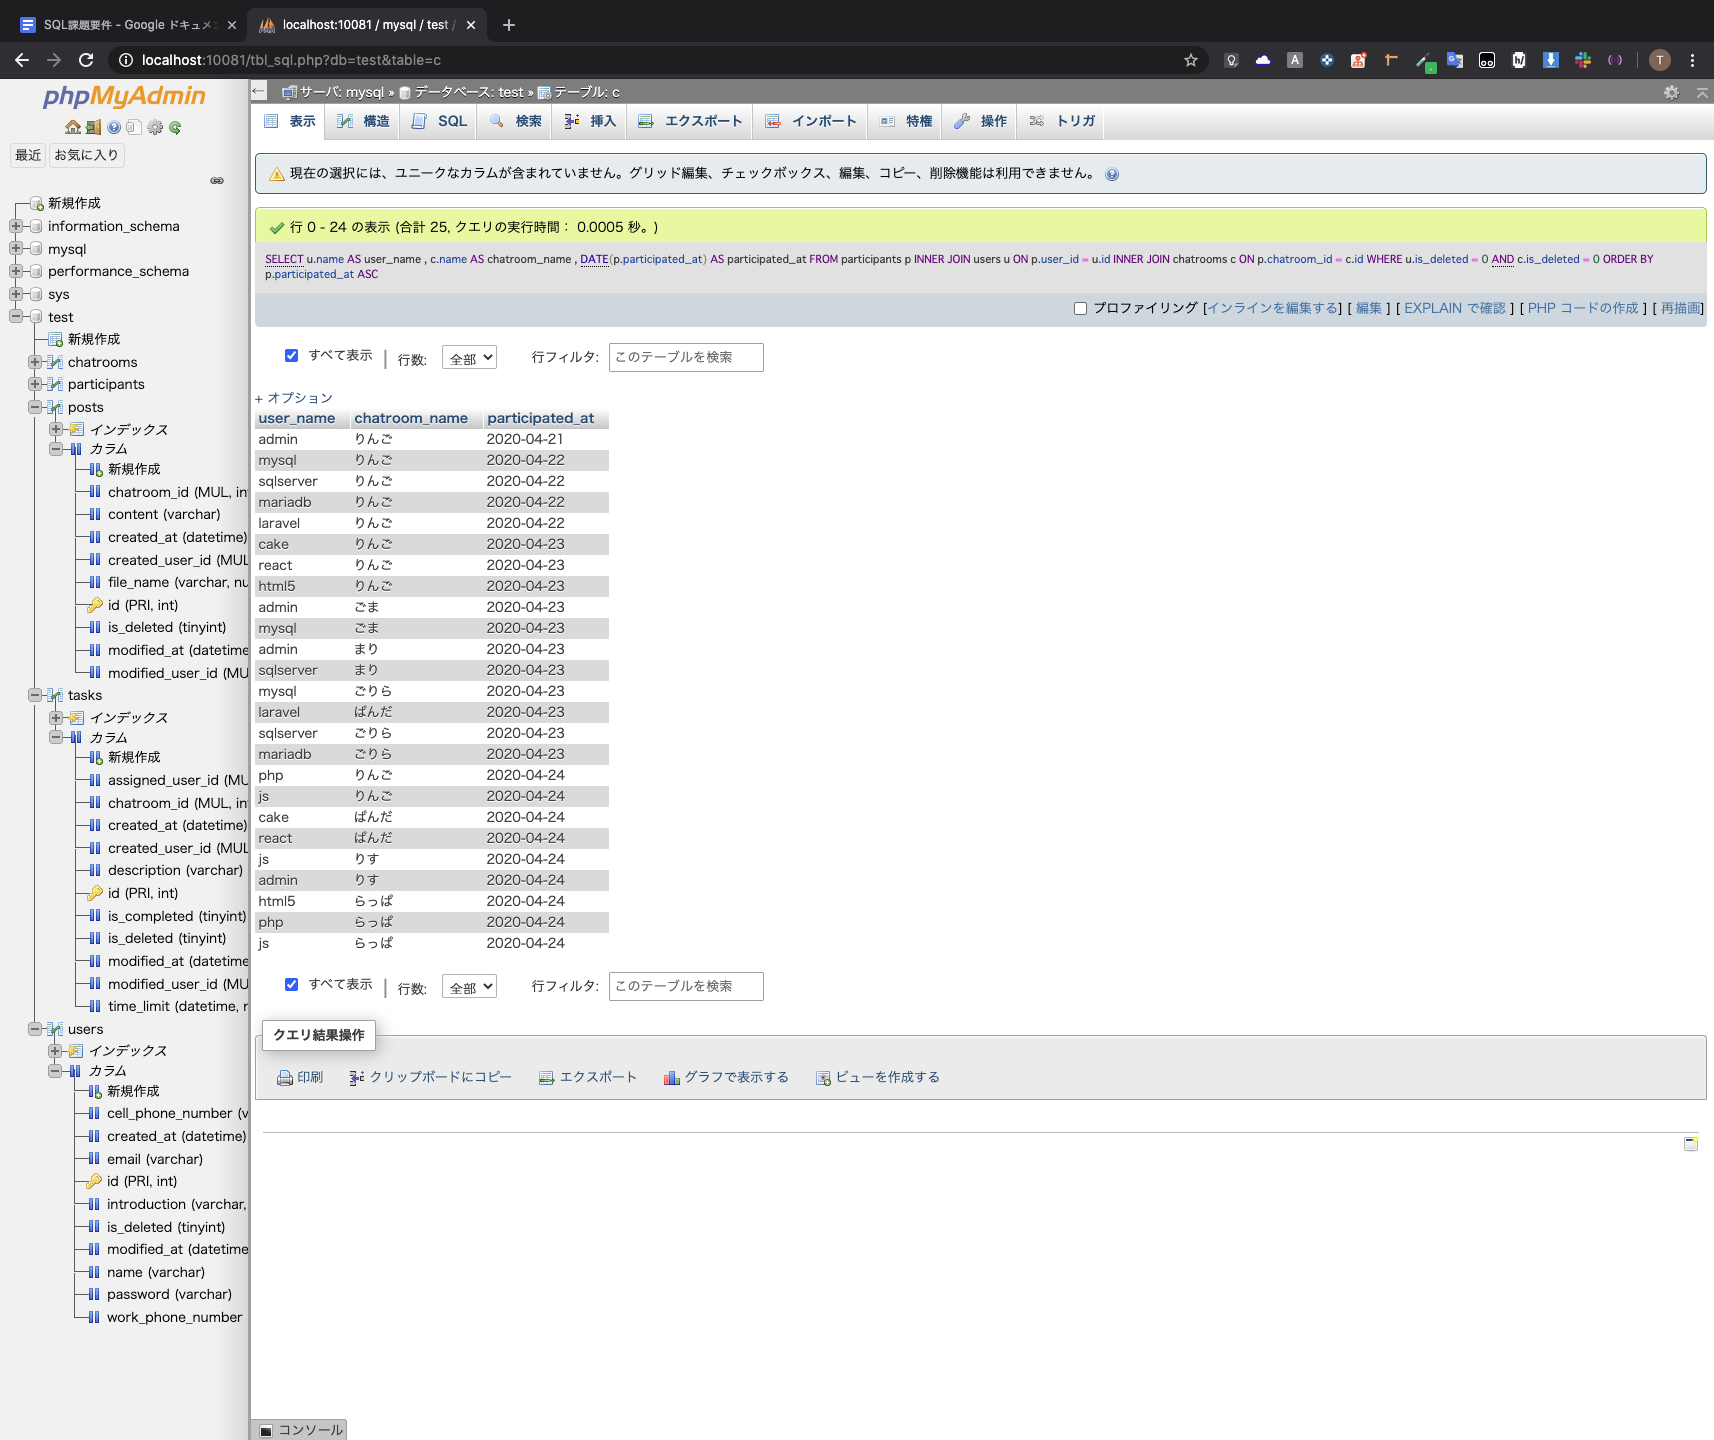 SQL課題要件 - Google ドキュメン
localhost:10081 / mysql / test /
localhost:10081/tbl_sql.php?db=test&table=c
phpMyAdmin
最近
お気に入り
新規作成
information_schema
mysql
performance_schema
sys
test
新規作成
chatrooms
participants
posts
インデックス
カラム
新規作成
chatroom_id (MUL, in
content (varchar)
created_at (datetime)
created_user_id (MUL
file_name (varchar, nu
id (PRI, int)
is_deleted (tinyint)
modified_at (datetime
modified_user_id (MU
tasks
インデックス
カラム
新規作成
assigned_user_id (MU
chatroom_id (MUL, in
created_at (datetime)
created_user_id (MUL
description (varchar)
id (PRI, int)
is_completed (tinyint)
is_deleted (tinyint)
modified_at (datetime
modified_user_id (MU
time_limit (datetime, r
users
インデックス
カラム
新規作成
cell_phone_number (v
created_at (datetime)
email (varchar)
id (PRI, int)
introduction (varchar,
is_deleted (tinyint)
modified_at (datetime
name (varchar)
password (varchar)
work_phone_number
サーバ: mysql » データベース: test » テーブル: c
表示 構造 SQL 検索 挿入 エクスポート インポート 特権 操作 トリガ
現在の選択には、ユニークなカラムが含まれていません。グリッド編集、チェックボックス、編集、コピー、削除機能は利用できません。
行 0 - 24 の表示 (合計 25, クエリの実行時間： 0.0005 秒。)
SELECT u.name AS user_name , c.name AS chatroom_name , DATE(p.participated_at) AS participated_at FROM participants p INNER JOIN users u ON p.user_id = u.id INNER JOIN chatrooms c ON p.chatroom_id = c.id WHERE u.is_deleted = 0 AND c.is_deleted = 0 ORDER BY
p.participated_at ASC
プロファイリング [インラインを編集する] [ 編集 ] [ EXPLAIN で確認 ] [ PHP コードの作成 ] [ 再描画]
すべて表示 | 行数: 全部 行フィルタ: このテーブルを検索
+ オプション
user_name chatroom_name participated_at
admin りんご 2020-04-21
mysql りんご 2020-04-22
sqlserver りんご 2020-04-22
mariadb りんご 2020-04-22
laravel りんご 2020-04-22
cake りんご 2020-04-23
react りんご 2020-04-23
html5 りんご 2020-04-23
admin ごま 2020-04-23
mysql ごま 2020-04-23
admin まり 2020-04-23
sqlserver まり 2020-04-23
mysql ごりら 2020-04-23
laravel ぱんだ 2020-04-23
sqlserver ごりら 2020-04-23
mariadb ごりら 2020-04-23
php りんご 2020-04-24
js りんご 2020-04-24
cake ぱんだ 2020-04-24
react ぱんだ 2020-04-24
js りす 2020-04-24
admin りす 2020-04-24
html5 らっぱ 2020-04-24
php らっぱ 2020-04-24
js らっぱ 2020-04-24
すべて表示 | 行数: 全部 行フィルタ: このテーブルを検索
クエリ結果操作
印刷 クリップボードにコピー エクスポート グラフで表示する ビューを作成する
コンソール